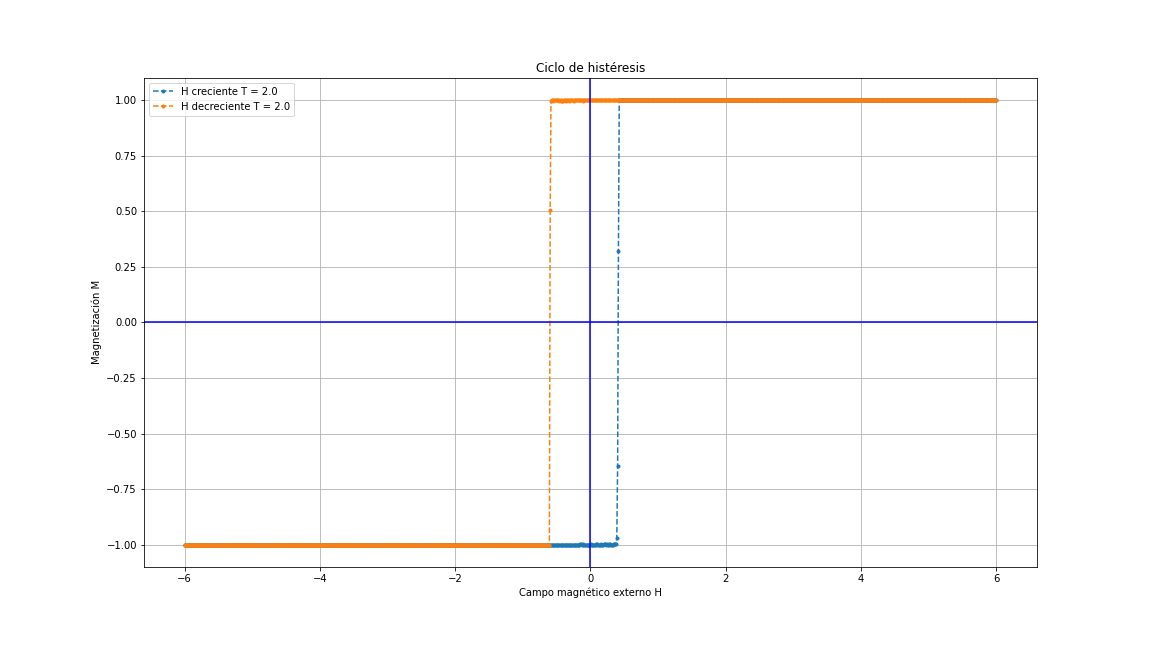 Ciclo de histéresis
H creciente T = 2.0
H decreciente T = 2.0
Magnetización M
1.00
0.75
0.50
0.25
0.00
−0.25
−0.50
−0.75
−1.00
−6 −4 −2 0 2 4 6
Campo magnético externo H